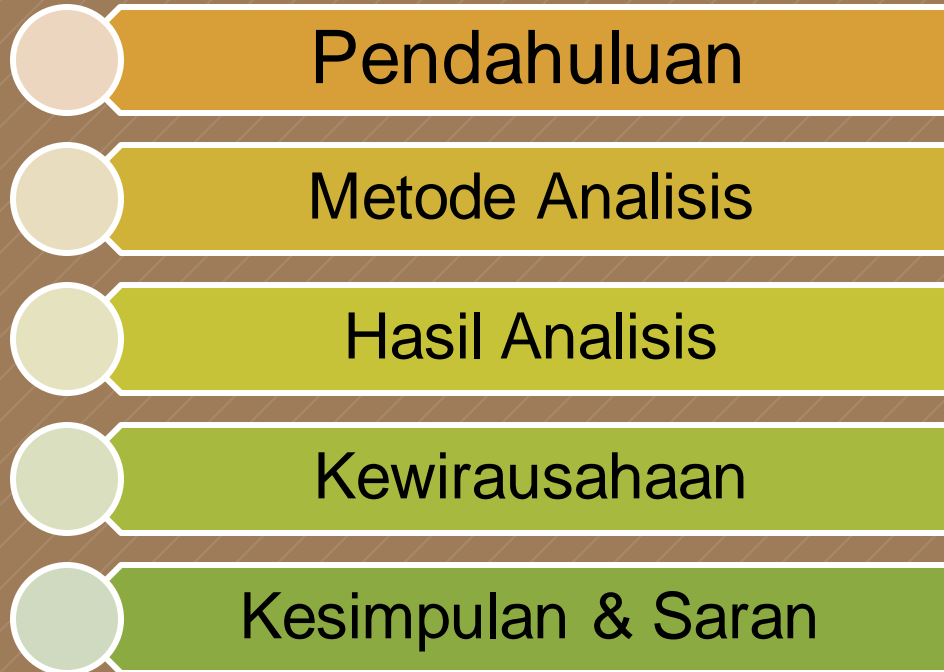 Pendahuluan
Metode Analisis
Hasil Analisis
Kewirausahaan
Kesimpulan & Saran